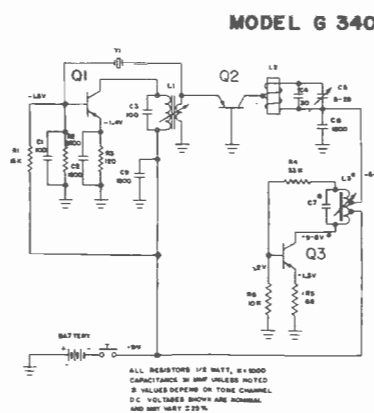 MODEL G 340
Y1
Q1
L1
Q2
L2
-1.5V
-1.4V
C3
100
C4
20
C5
5-25
C6
1800
R1
15K
C1
100
R2
C2
1800
R3
120
C9
1800
R4
33K
L3*
C7*
Q3
-1.5V
R6
10K
R5
68
BATTERY
-9V
ALL RESISTORS 1/2 WATT, K=1000
CAPACITANCE IN MMF UNLESS NOTED
* VALUES DEPEND ON TONE CHANNEL
DC VOLTAGES SHOWN ARE NOMINAL
AND MAY VARY ±25%